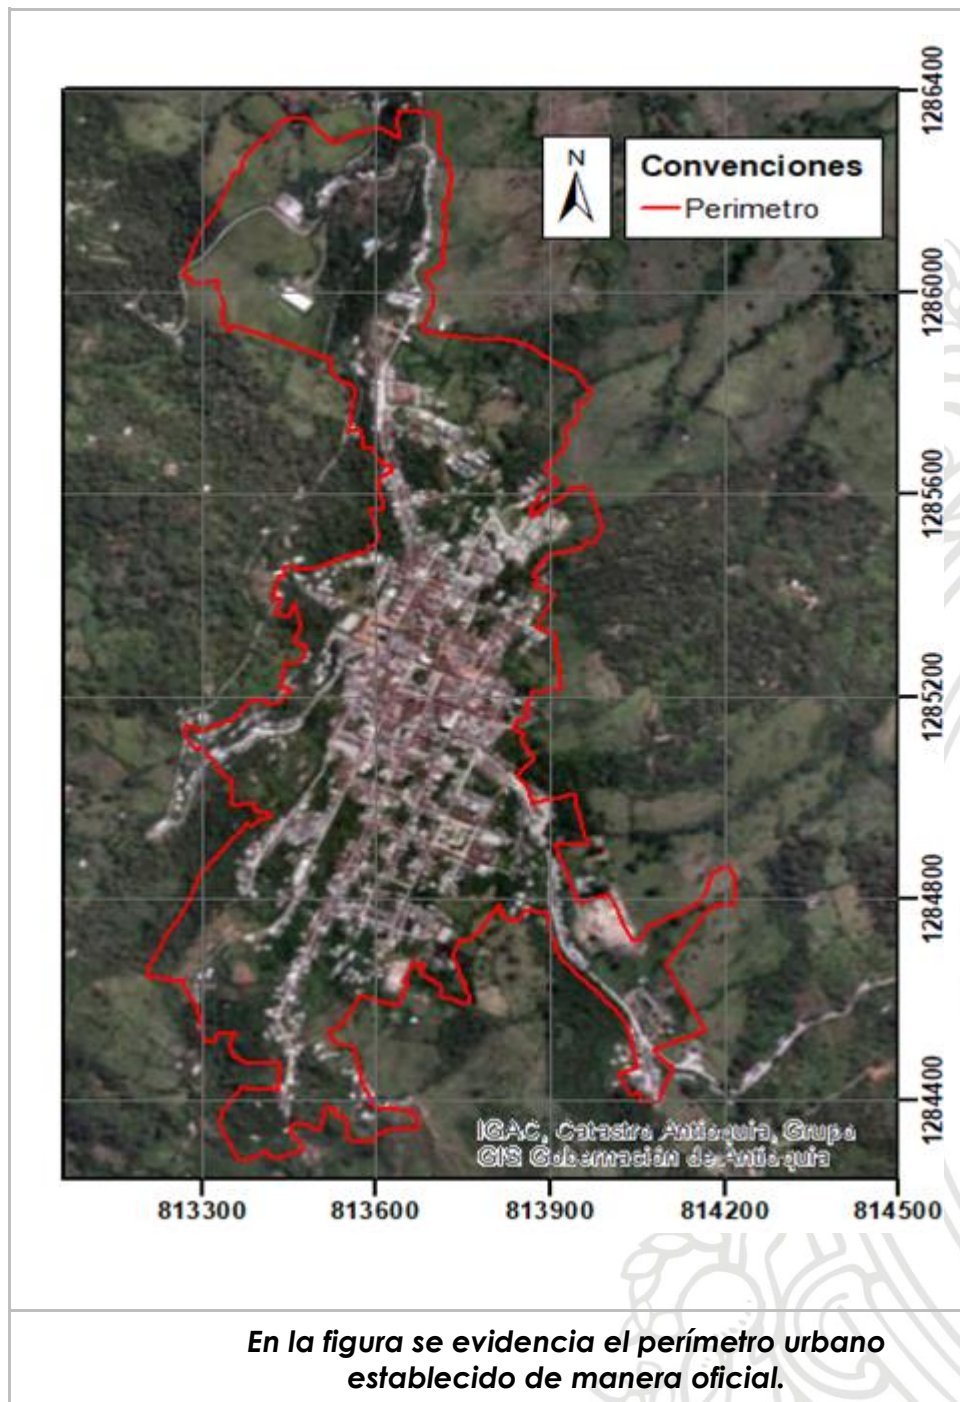 1286400
N
Convenciones
Perimetro
1286000
1285600
1285200
1284800
1284400
IGAC, Catastro Antioquia, Grupo
GIS Gobernación de Antioquia
813300 813600 813900 814200 814500
En la figura se evidencia el perímetro urbano
establecido de manera oficial.